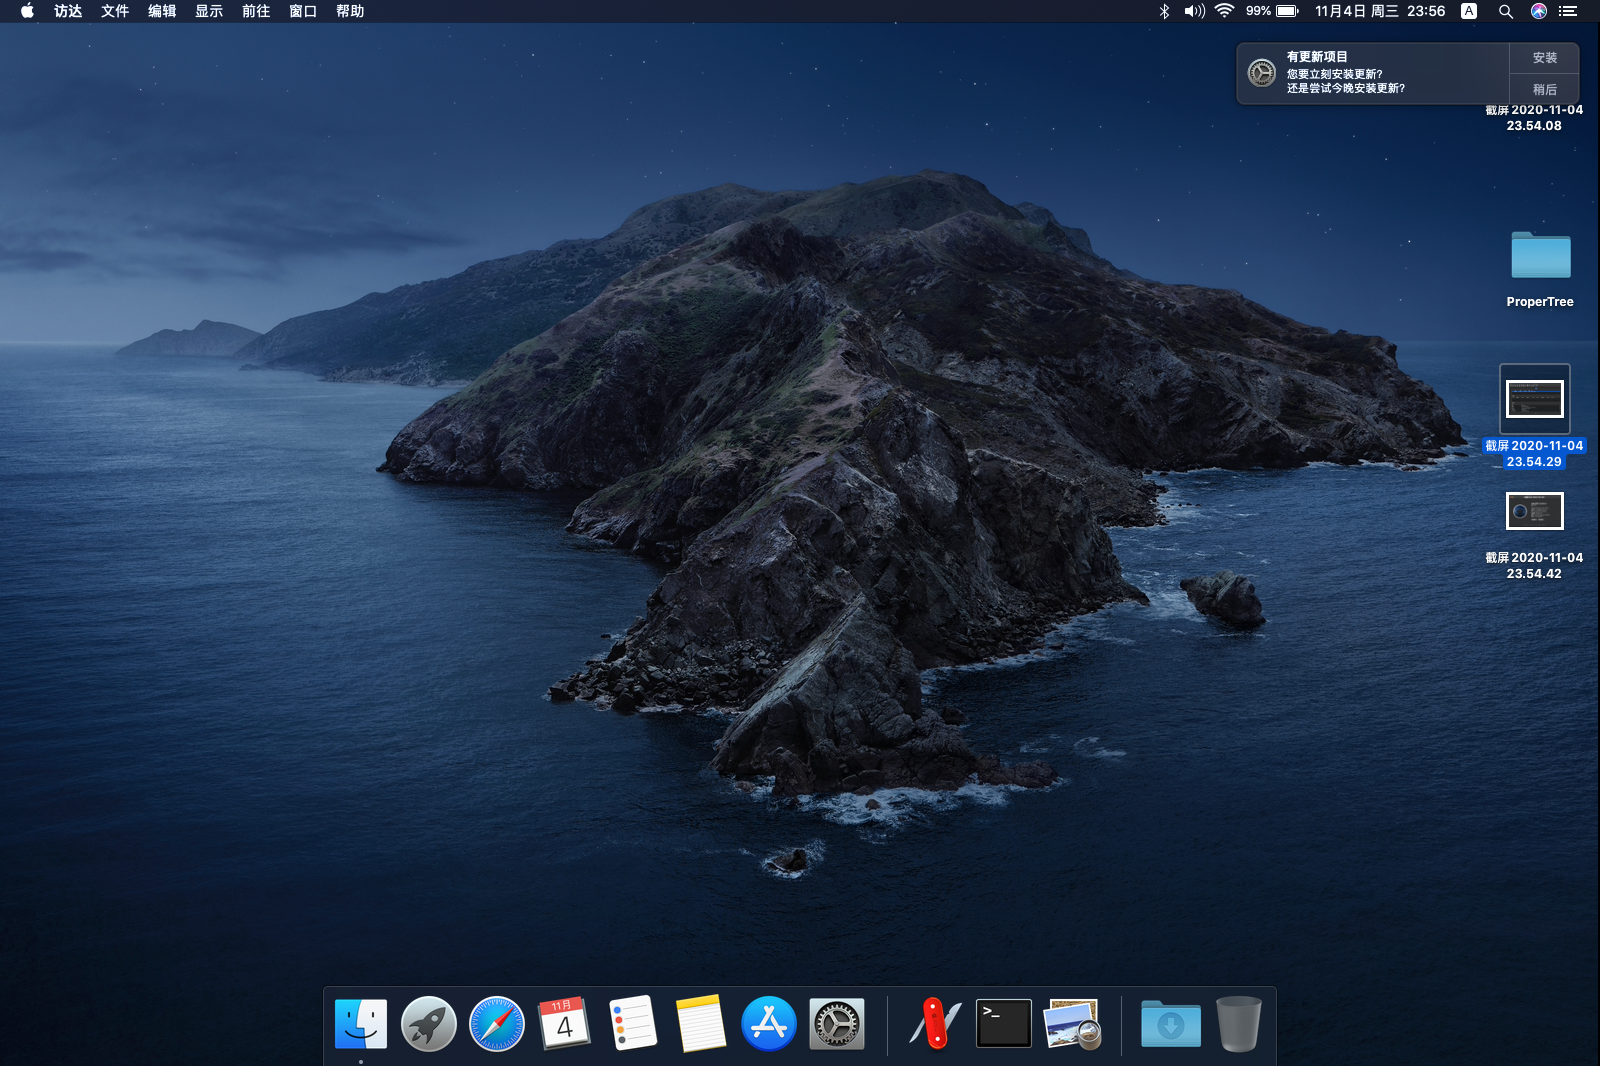 访达 文件 编辑 显示 前往 窗口 帮助 99% 11月4日 周三 23:56 A
有更新项目
您要立刻安装更新?
还是尝试今晚安装更新?
安装
稍后
截屏 2020-11-04
23.54.08
ProperTree
截屏 2020-11-04
23.54.29
截屏 2020-11-04
23.54.42
11月
4
>_